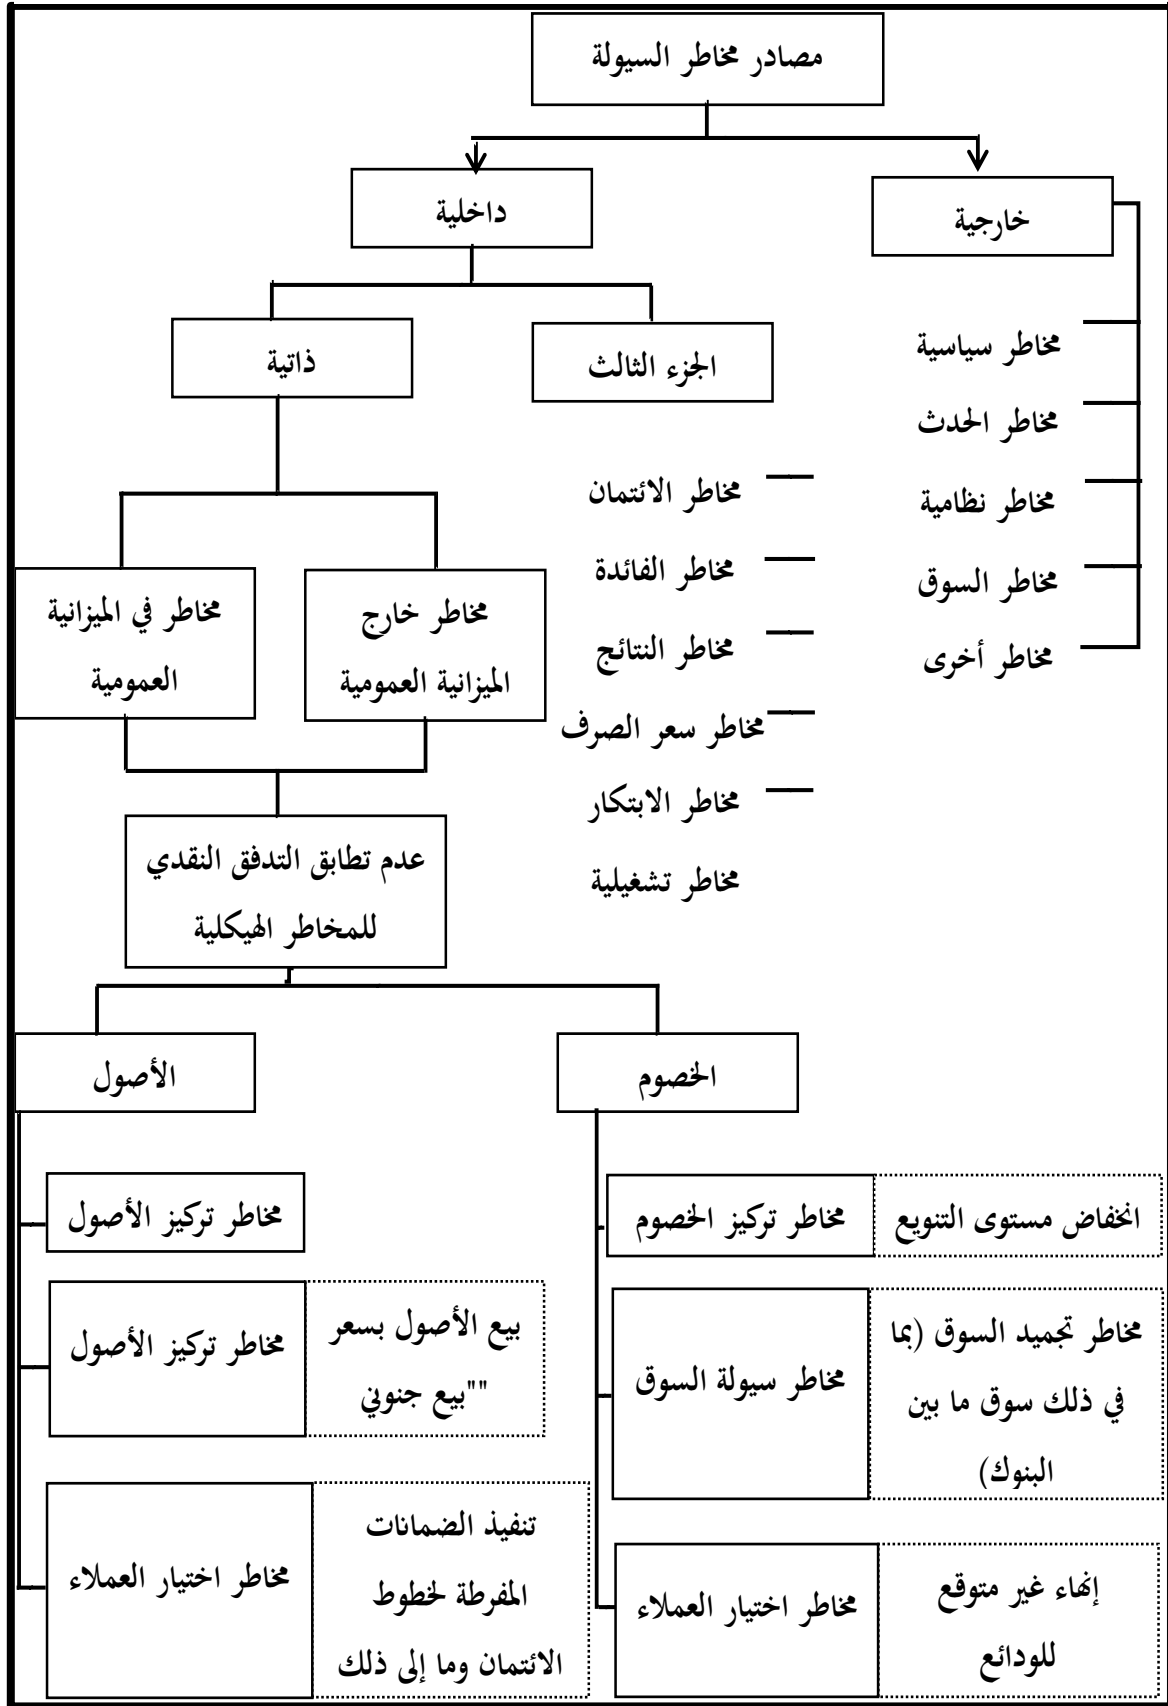 مصادر مخاطر السيولة
خارجية
داخلية
مخاطر سياسية
مخاطر الحدث
مخاطر نظامية
مخاطر السوق
مخاطر أخرى
الجزء الثالث
ذاتية
مخاطر الائتمان
مخاطر الفائدة
مخاطر النتائج
مخاطر سعر الصرف
مخاطر الابتكار
مخاطر تشغيلية
مخاطر خارج
الميزانية العمومية
مخاطر في الميزانية
العمومية
عدم تطابق التدفق النقدي
للمخاطر الهيكلية
الخصوم
الأصول
انخفاض مستوى التنويع
مخاطر تركيز الخصوم
مخاطر تجميد السوق (بما
في ذلك سوق ما بين
البنوك)
مخاطر سيولة السوق
إنهاء غير متوقع
للودائع
مخاطر اختيار العملاء
مخاطر تركيز الأصول
بيع الأصول بسعر
""بيع جنوني
مخاطر تركيز الأصول
تنفيذ الضمانات
المفرطة لخطوط
الائتمان وما إلى ذلك
مخاطر اختيار العملاء